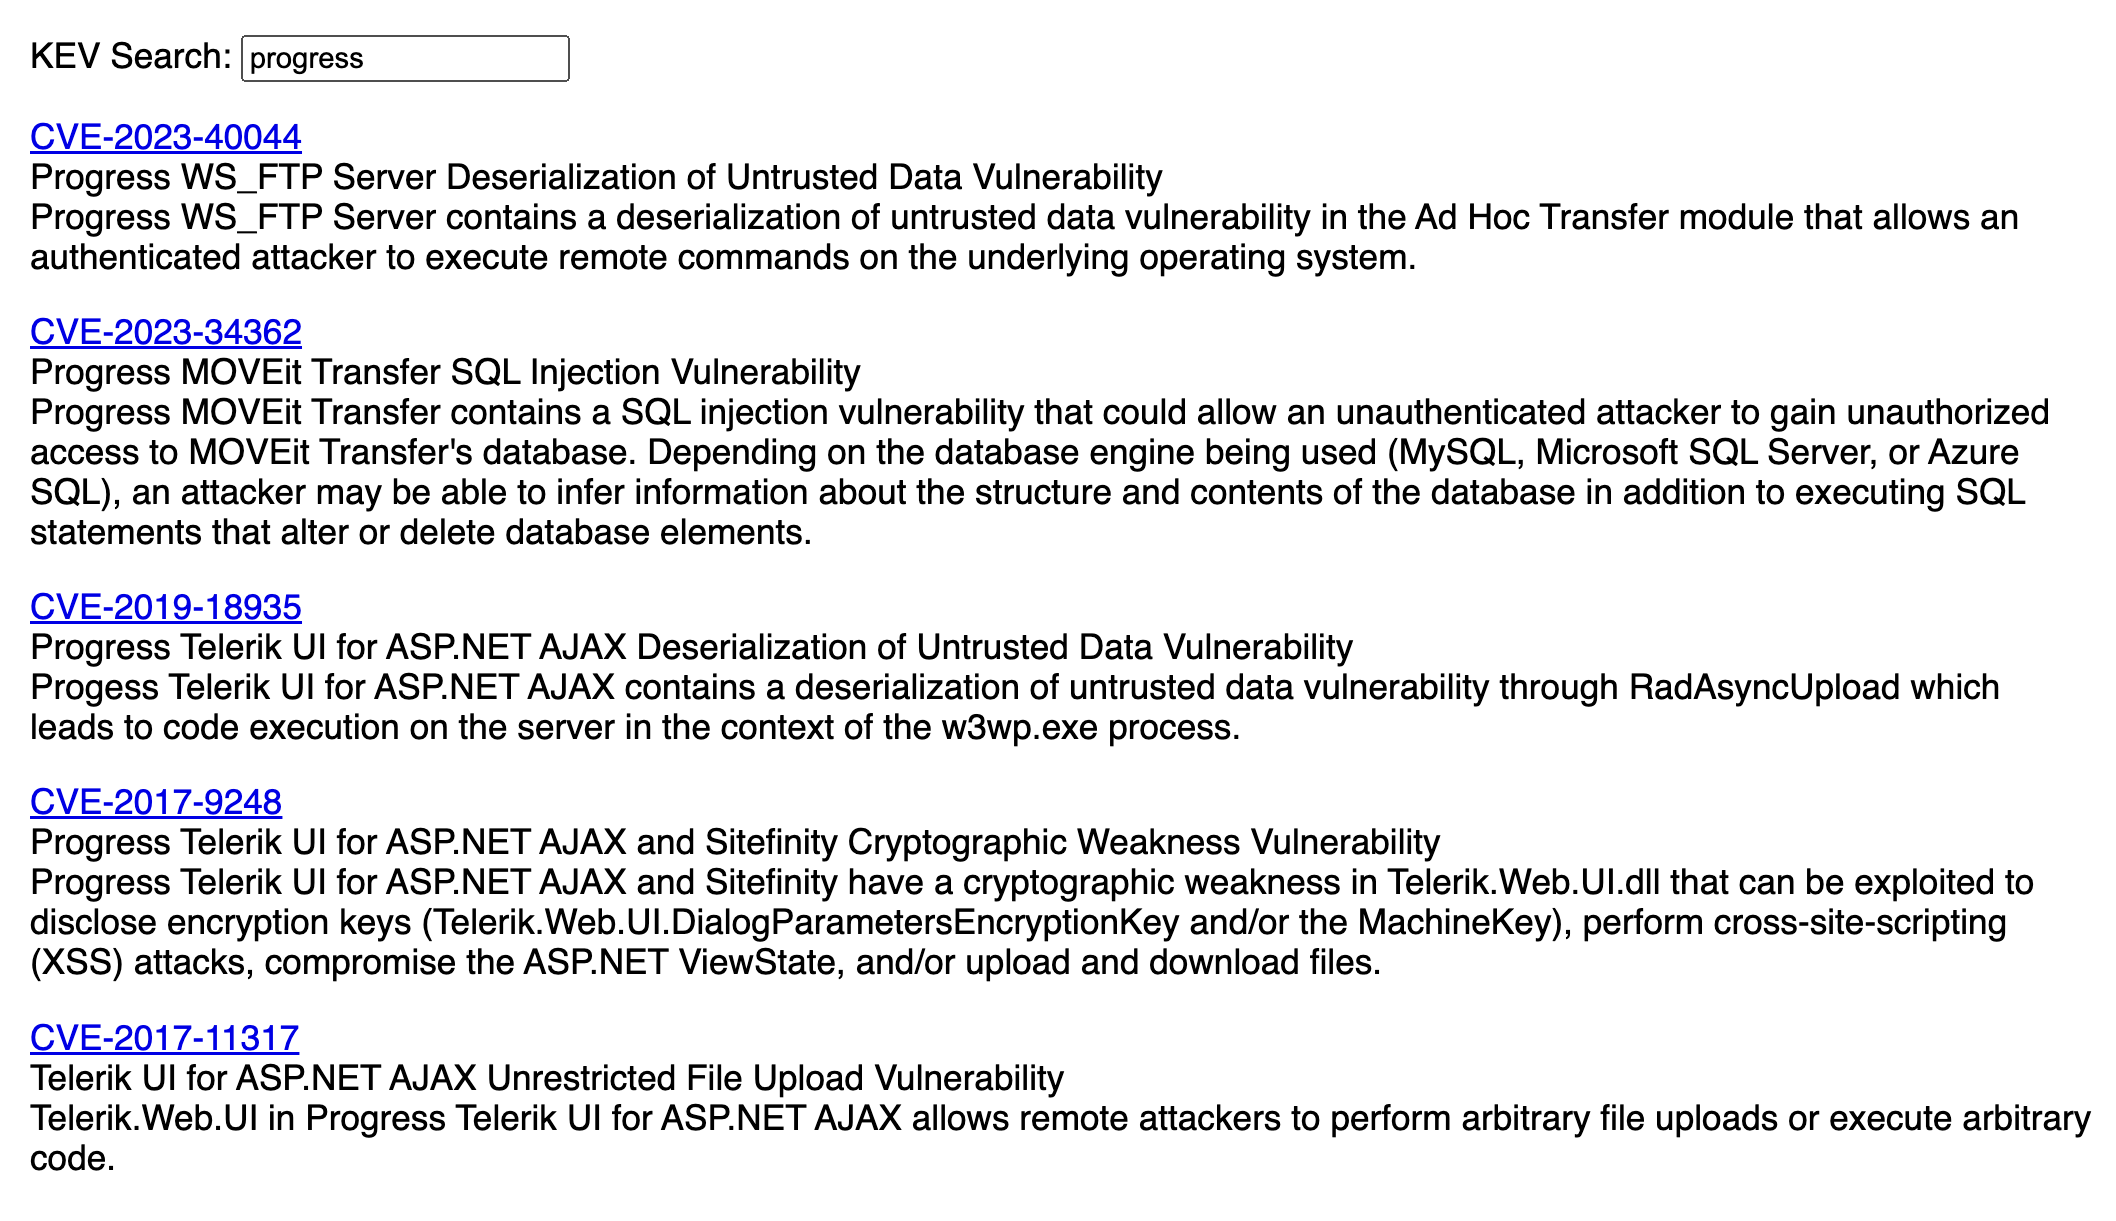 KEV Search: progress
CVE-2023-40044
Progress WS_FTP Server Deserialization of Untrusted Data Vulnerability
Progress WS_FTP Server contains a deserialization of untrusted data vulnerability in the Ad Hoc Transfer module that allows an
authenticated attacker to execute remote commands on the underlying operating system.
CVE-2023-34362
Progress MOVEit Transfer SQL Injection Vulnerability
Progress MOVEit Transfer contains a SQL injection vulnerability that could allow an unauthenticated attacker to gain unauthorized
access to MOVEit Transfer's database. Depending on the database engine being used (MySQL, Microsoft SQL Server, or Azure
SQL), an attacker may be able to infer information about the structure and contents of the database in addition to executing SQL
statements that alter or delete database elements.
CVE-2019-18935
Progress Telerik UI for ASP.NET AJAX Deserialization of Untrusted Data Vulnerability
Progess Telerik UI for ASP.NET AJAX contains a deserialization of untrusted data vulnerability through RadAsyncUpload which
leads to code execution on the server in the context of the w3wp.exe process.
CVE-2017-9248
Progress Telerik UI for ASP.NET AJAX and Sitefinity Cryptographic Weakness Vulnerability
Progress Telerik UI for ASP.NET AJAX and Sitefinity have a cryptographic weakness in Telerik.Web.UI.dll that can be exploited to
disclose encryption keys (Telerik.Web.UI.DialogParametersEncryptionKey and/or the MachineKey), perform cross-site-scripting
(XSS) attacks, compromise the ASP.NET ViewState, and/or upload and download files.
CVE-2017-11317
Telerik UI for ASP.NET AJAX Unrestricted File Upload Vulnerability
Telerik.Web.UI in Progress Telerik UI for ASP.NET AJAX allows remote attackers to perform arbitrary file uploads or execute arbitrary
code.